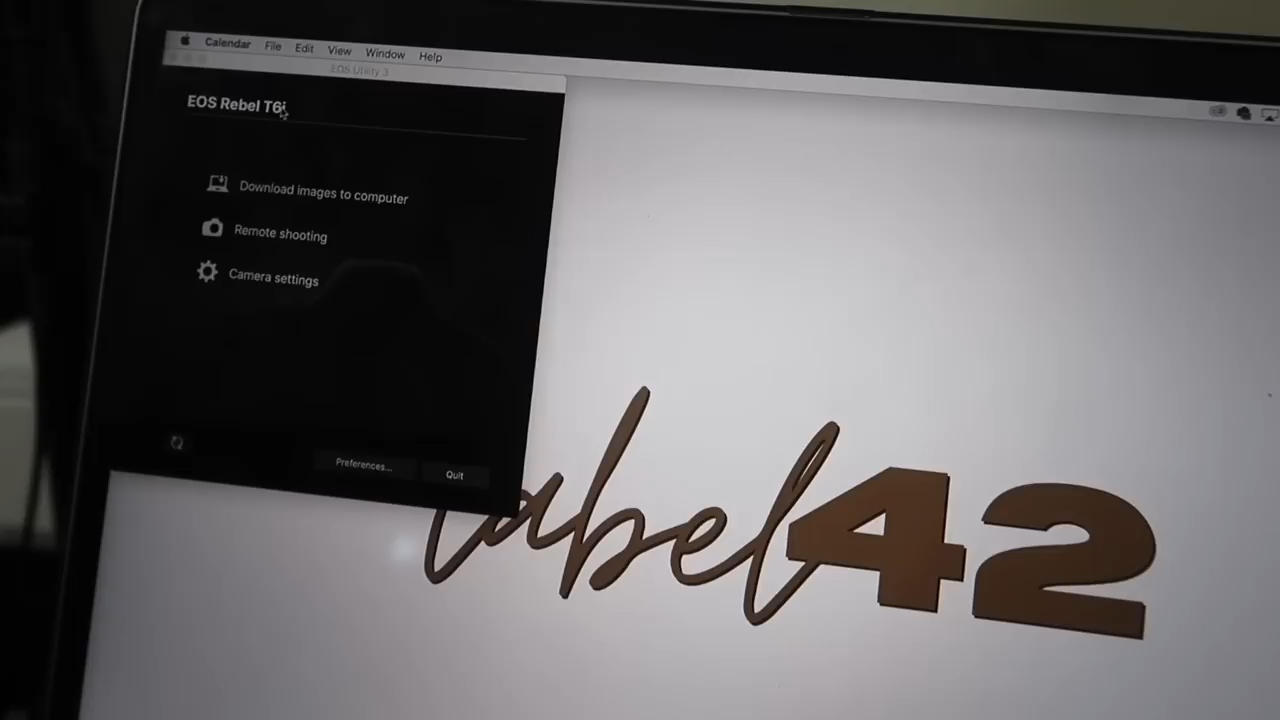 Calendar File Edit View Window Help
EOS Utility 3
EOS Rebel T6i
Download images to computer
Remote shooting
Camera settings
Preferences...
Quit
label42